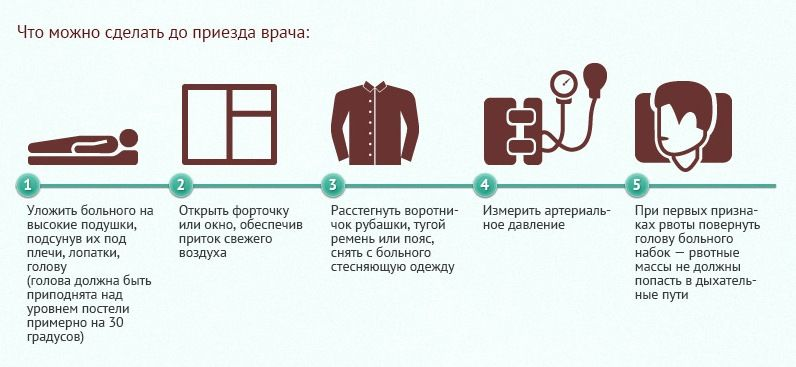 Что можно сделать до приезда врача:
1
Уложить больного на
высокие подушки,
подсунув их под
плечи, лопатки,
голову
(голова должна быть
приподнята над
уровнем постели
примерно на 30
градусов)
2
Открыть форточку
или окно, обеспечив
приток свежего
воздуха
3
Расстегнуть воротни-
чок рубашки, тугой
ремень или пояс,
снять с больного
стесняющую одежду
4
Измерить артериаль-
ное давление
5
При первых призна-
ках рвоты повернуть
голову больного
набок — рвотные
массы не должны
попасть в дыхатель-
ные пути